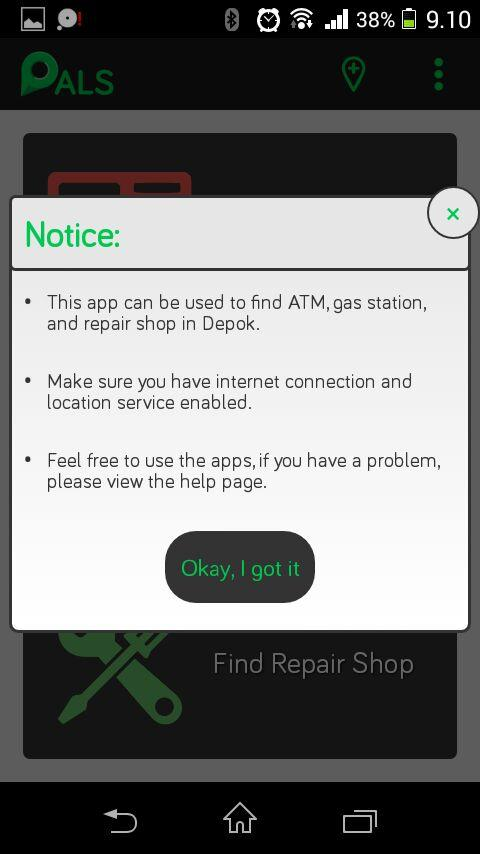 38% 9.10
PALS
Notice:
×
• This app can be used to find ATM, gas station,
and repair shop in Depok.
• Make sure you have internet connection and
location service enabled.
• Feel free to use the apps, if you have a problem,
please view the help page.
Okay, I got it
Find Repair Shop